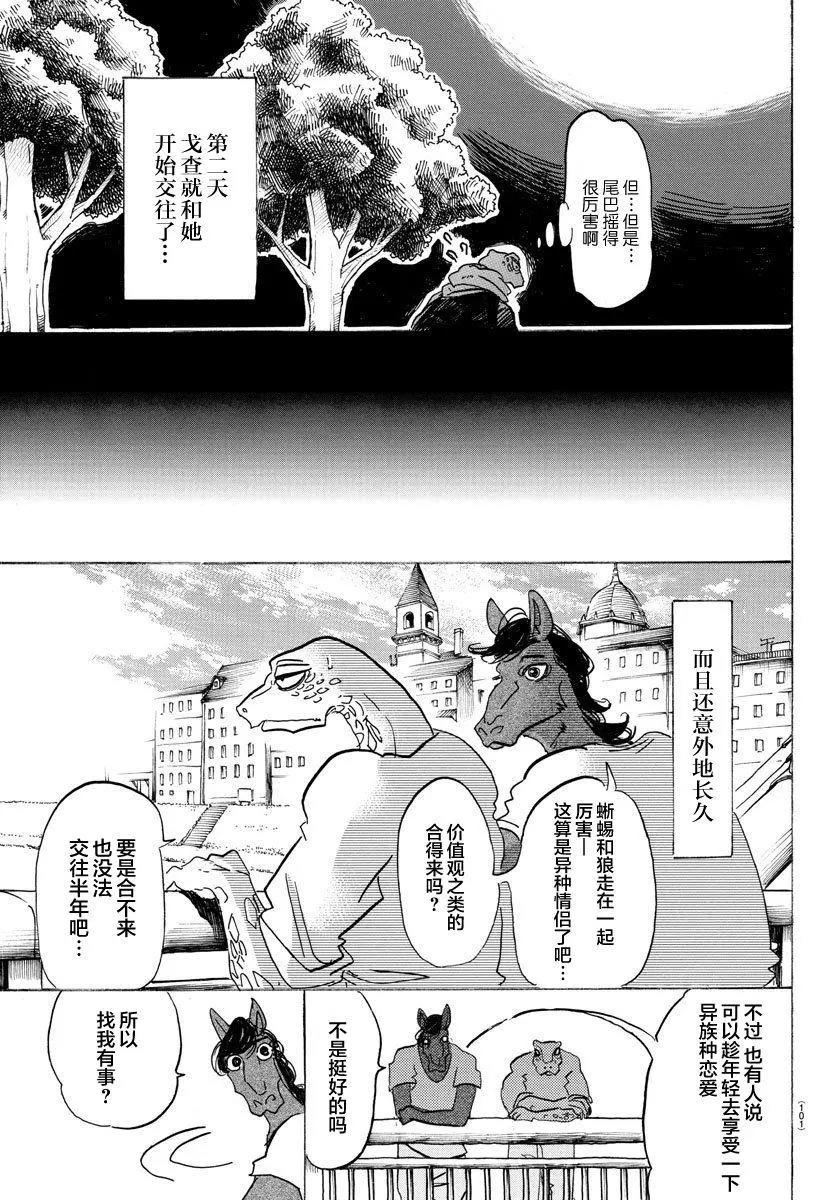 但…但是…
尾巴摇得
很厉害啊
第二天
戈查就和她
开始交往了…
而且还意外地长久
蜥蜴和狼走在一起
厉害—
这算是异种情侣了吧…
价值观之类的
合得来吗?
要是合不来
也没法
交往半年吧…
不过 也有人说
可以趁年轻去享受一下
异族种恋爱
不是挺好的吗
所以
找我有事?
(101)